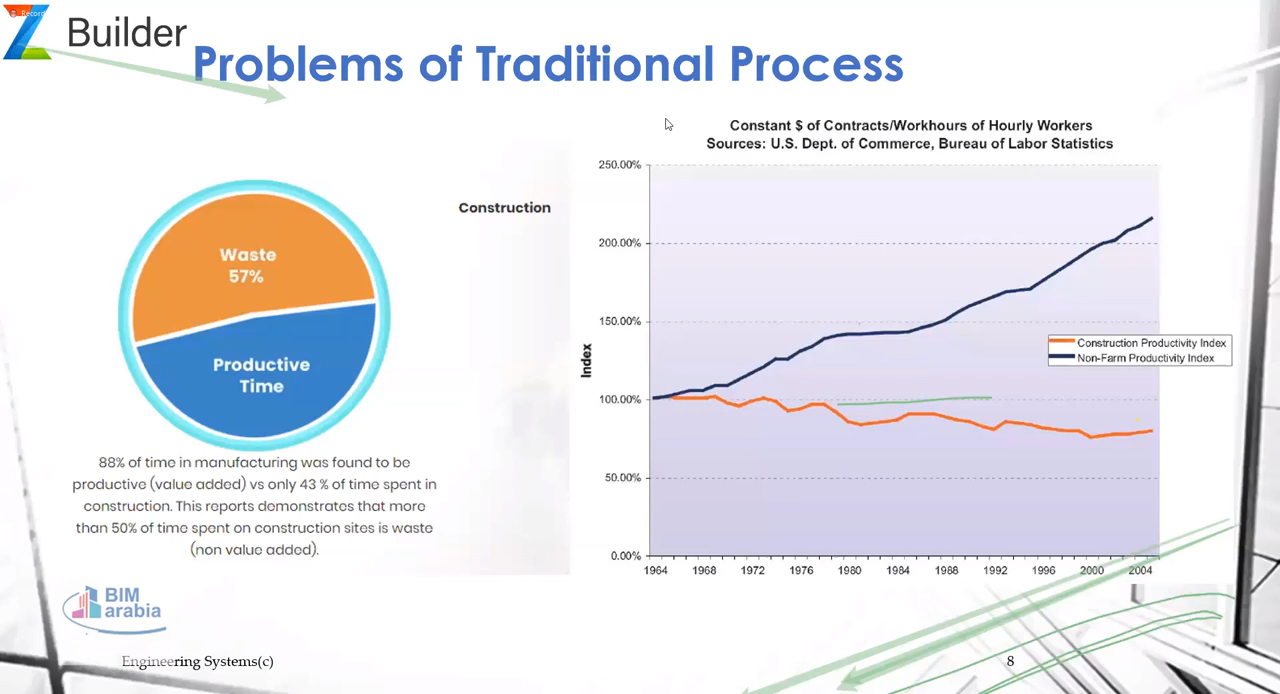 Builder
Problems of Traditional Process
Constant $ of Contracts/Workhours of Hourly Workers
Sources: U.S. Dept. of Commerce, Bureau of Labor Statistics
Construction
Waste
57%
Productive
Time
88% of time in manufacturing was found to be
productive (value added) vs only 43 % of time spent in
construction. This reports demonstrates that more
than 50% of time spent on construction sites is waste
(non value added).
250.00%
200.00%
150.00%
100.00%
50.00%
0.00%
Index
Construction Productivity Index
Non-Farm Productivity Index
1964 1968 1972 1976 1980 1984 1988 1992 1996 2000 2004
BIM
arabia
Engineering Systems(c)
8